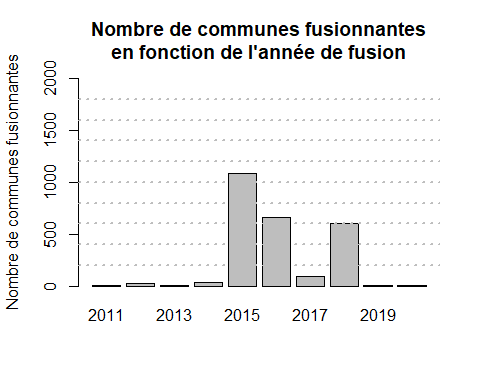 Nombre de communes fusionnantes
en fonction de l'année de fusion
Nombre de communes fusionnantes
2000
1500
1000
500
0
2011 2013 2015 2017 2019